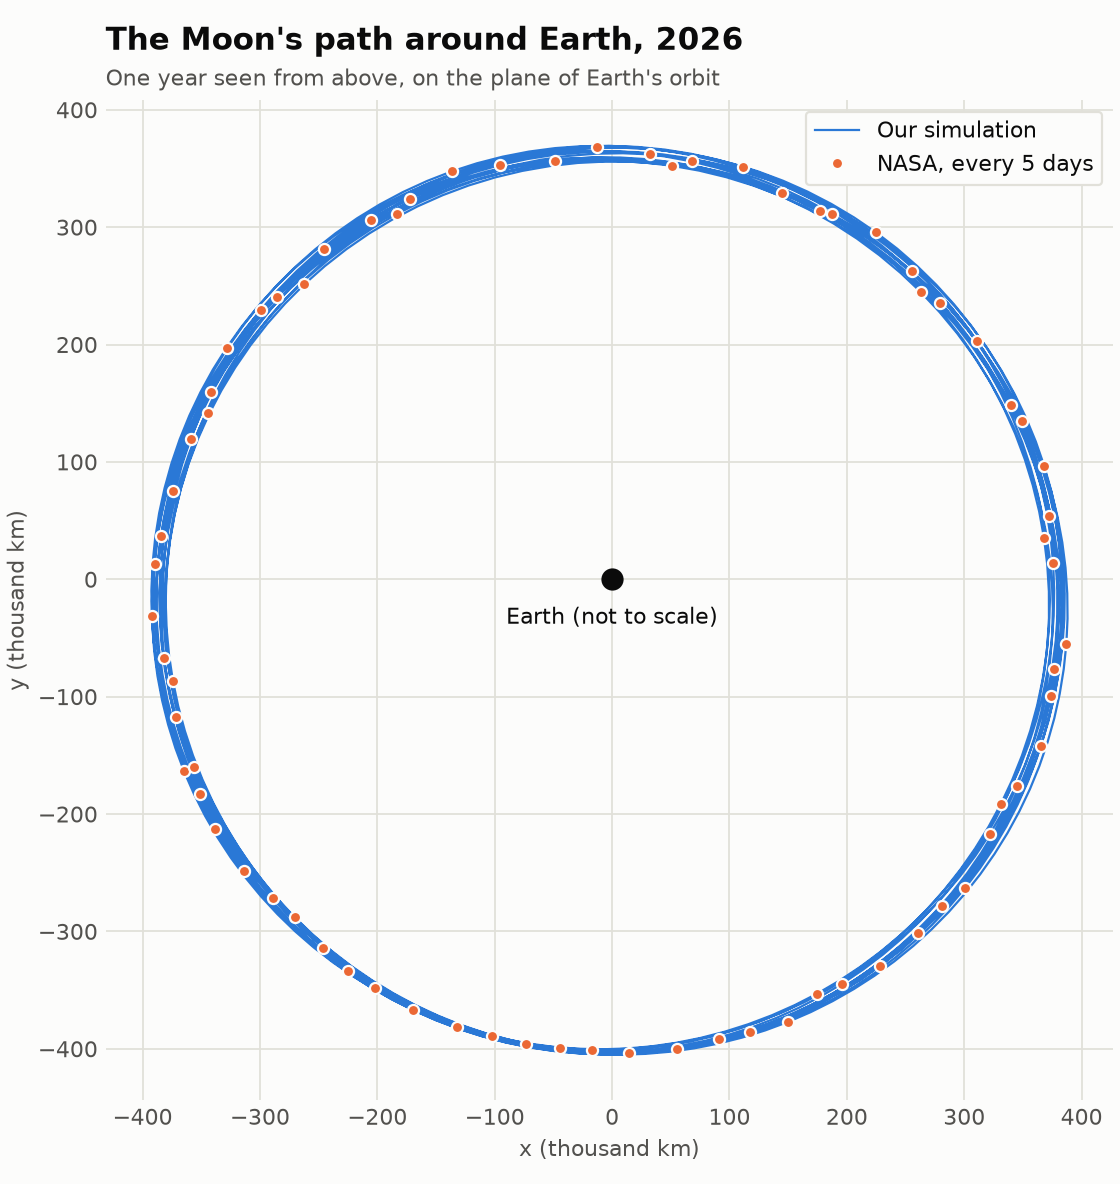 The Moon's path around Earth, 2026
One year seen from above, on the plane of Earth's orbit
Our simulation
NASA, every 5 days
400
300
200
100
0
−100
−200
−300
−400
y (thousand km)
Earth (not to scale)
−400 −300 −200 −100 0 100 200 300 400
x (thousand km)